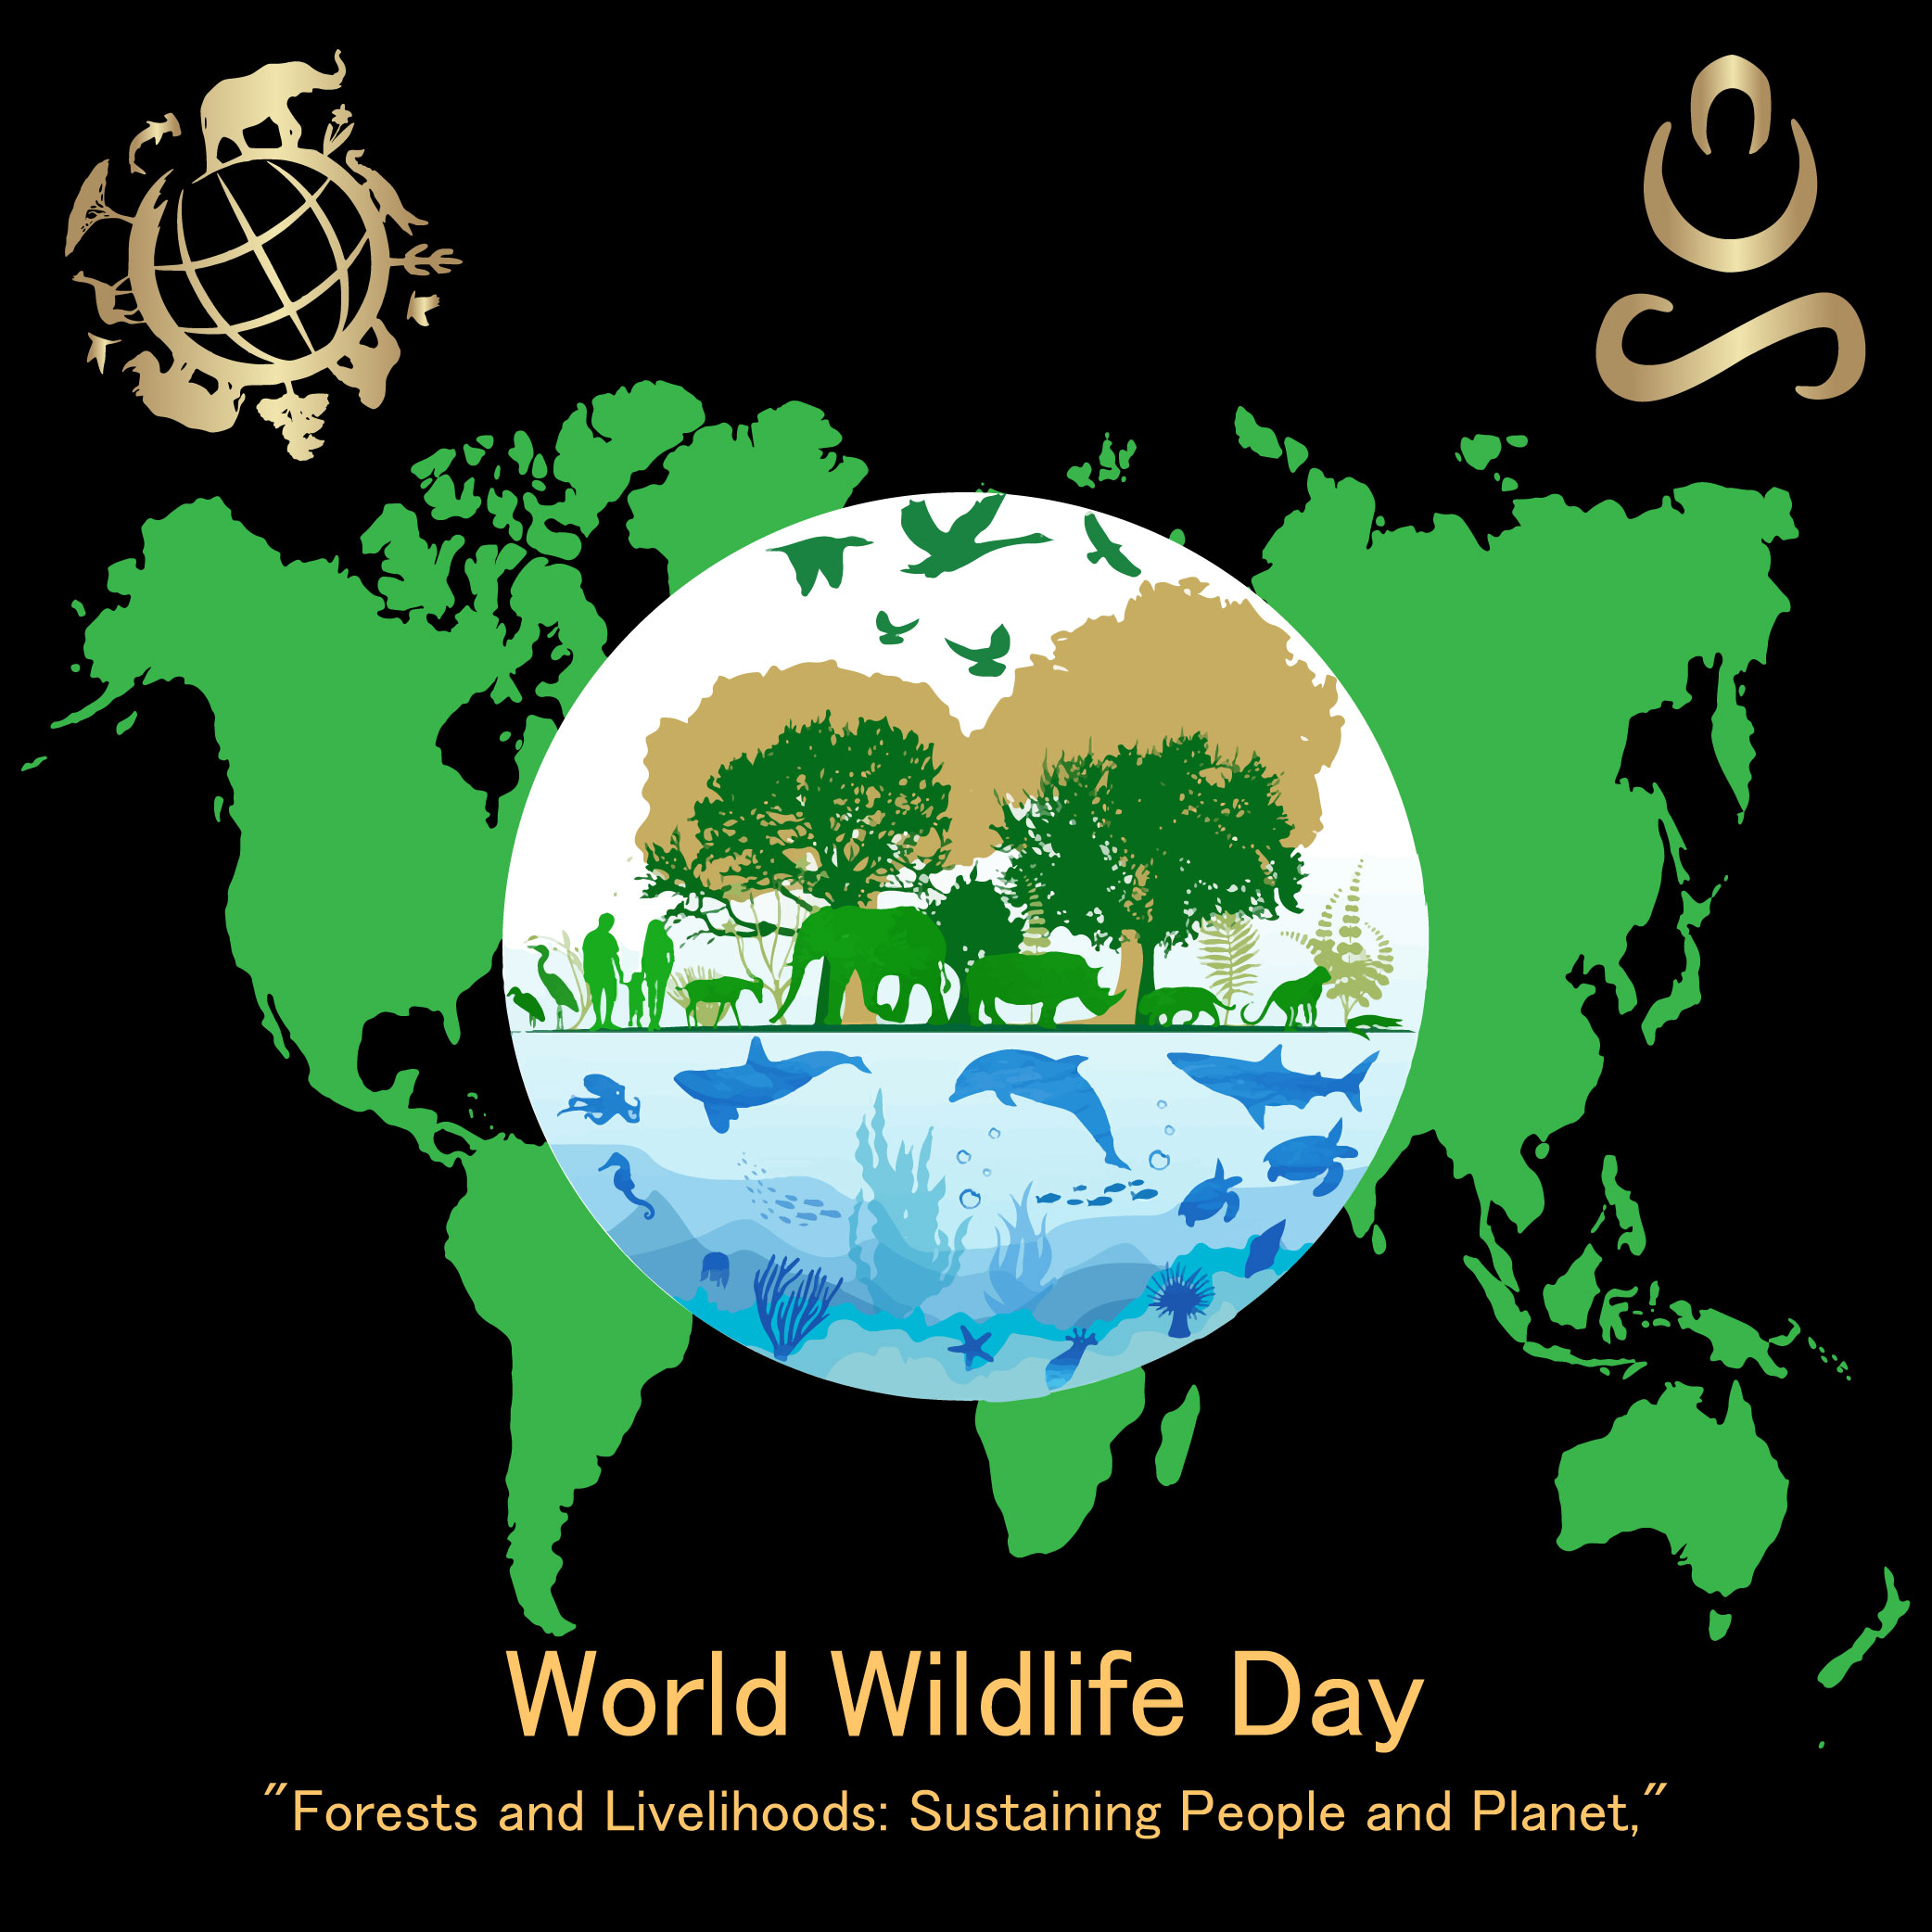 World Wildlife Day
"Forests and Livelihoods: Sustaining People and Planet,"